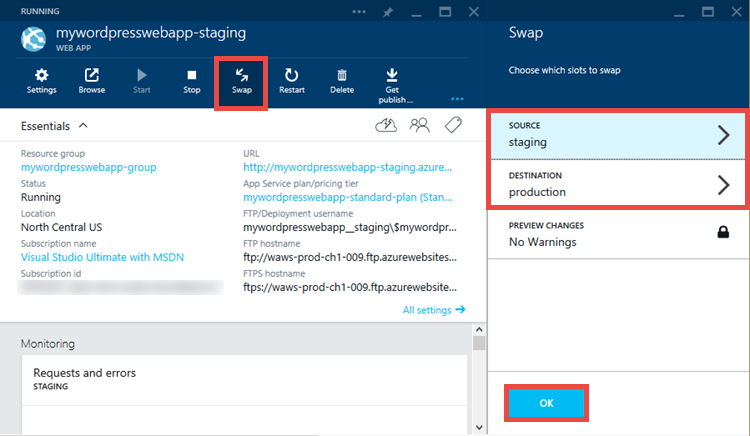 RUNNING
mywordpresswebapp-staging
WEB APP
Settings
Browse
Start
Stop
Swap
Restart
Delete
Get
publish ...
Essentials
Resource group
mywordpresswebapp-group
Status
Running
Location
North Central US
Subscription name
Visual Studio Ultimate with MSDN
Subscription id
URL
http://mywordpresswebapp-staging.azure...
App Service plan/pricing tier
mywordpresswebapp-standard-plan (Stan...
FTP/Deployment username
mywordpresswebapp__staging\$mywordpr...
FTP hostname
ftp://waws-prod-ch1-009.ftp.azurewebsites...
FTPS hostname
ftps://waws-prod-ch1-009.ftp.azurewebsite...
All settings →
Monitoring
Requests and errors
STAGING
Swap
Choose which slots to swap
SOURCE
staging
DESTINATION
production
PREVIEW CHANGES
No Warnings
OK